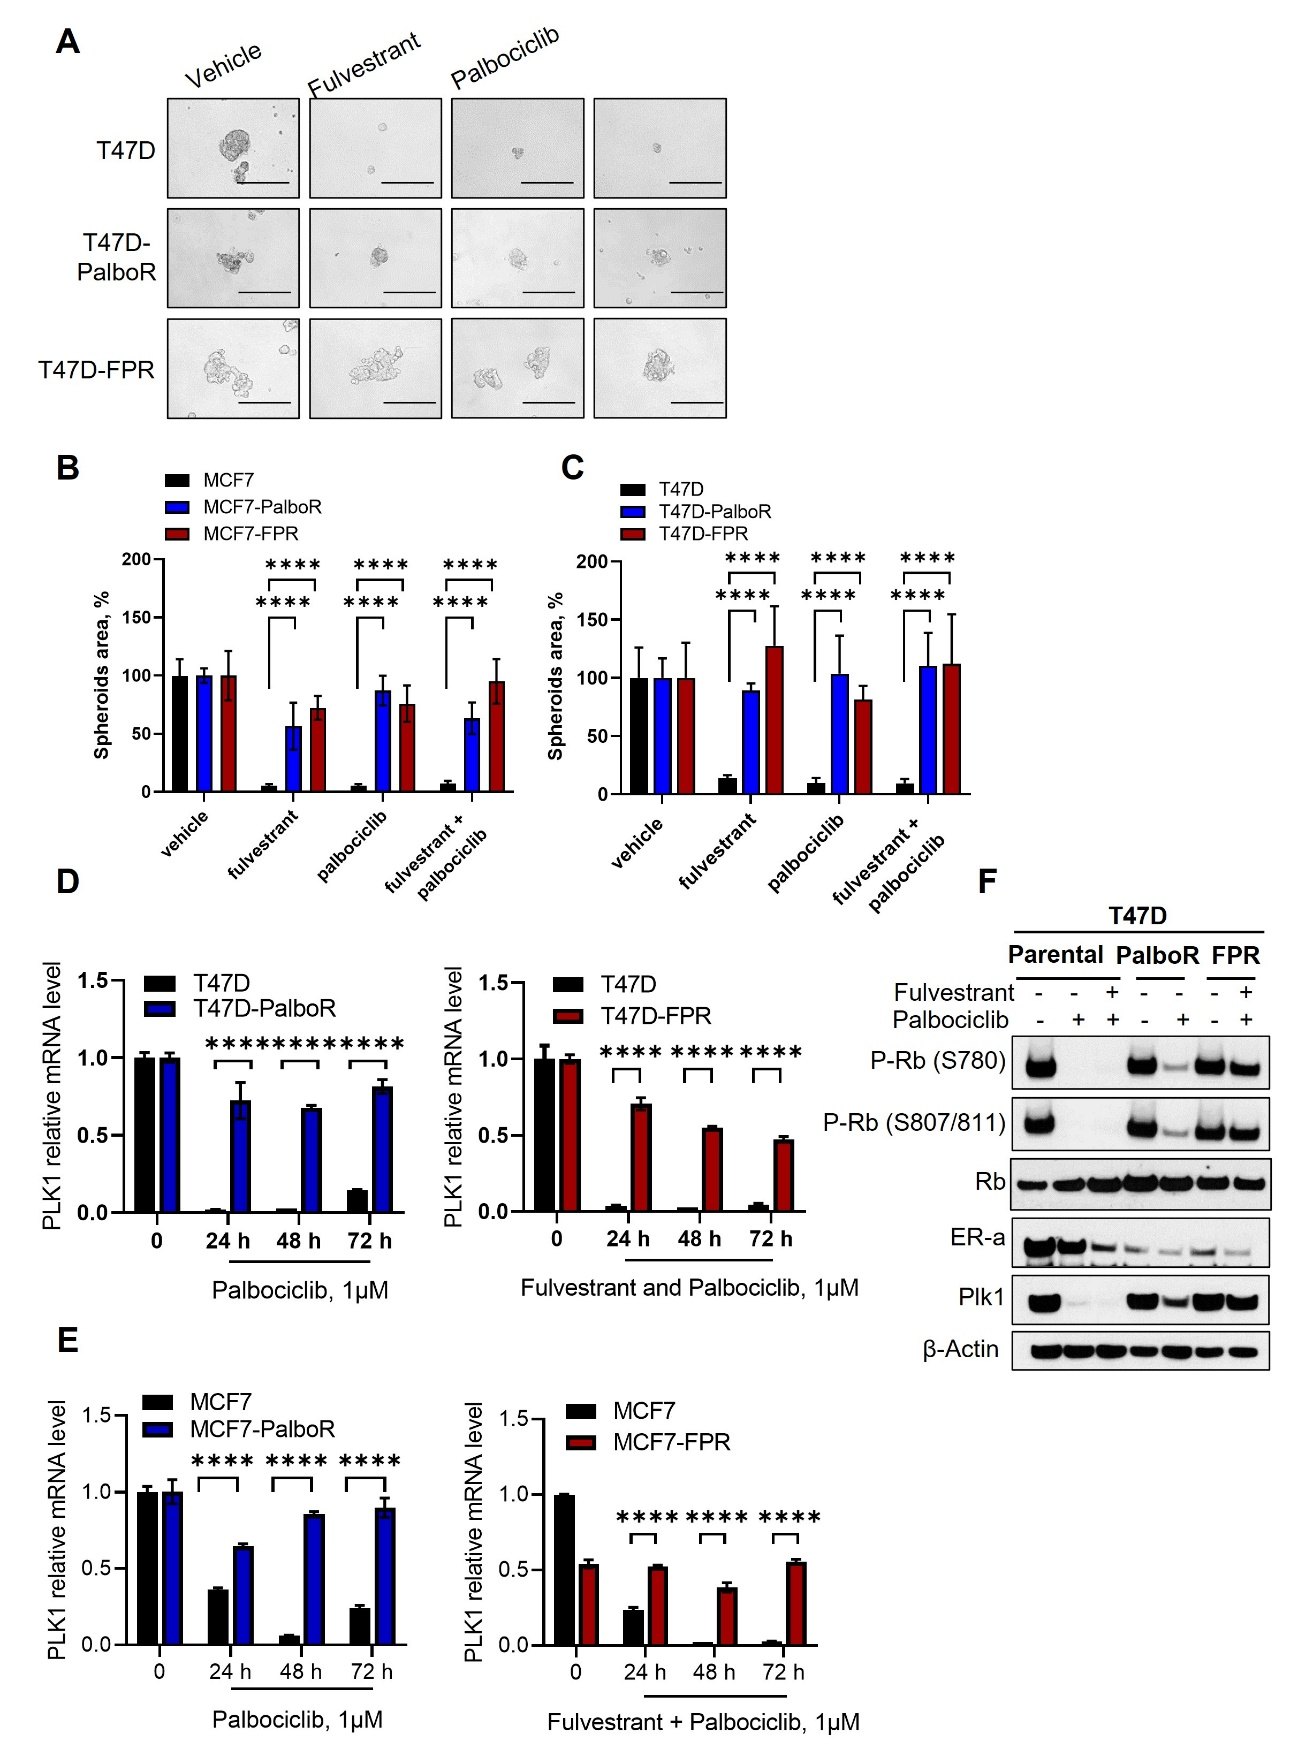 A
Vehicle
Fulvestrant
Palbociclib
T47D
T47D-
PalboR
T47D-FPR
B
MCF7
MCF7-PalboR
MCF7-FPR
Spheroids area, %
200
150
100
50
0
**** **** ****
**** **** ****
vehicle
fulvestrant
palbociclib
fulvestrant +
palbociclib
C
T47D
T47D-PalboR
T47D-FPR
Spheroids area, %
200
150
100
50
0
**** **** ****
**** **** ****
vehicle
fulvestrant
palbociclib
fulvestrant +
palbociclib
D
PLK1 relative mRNA level
T47D
T47D-PalboR
1.5
1.0
0.5
0.0
************
0 24 h 48 h 72 h
Palbociclib, 1µM
PLK1 relative mRNA level
T47D
T47D-FPR
1.5
1.0
0.5
0.0
**** **** ****
0 24 h 48 h 72 h
Fulvestrant and Palbociclib, 1µM
E
PLK1 relative mRNA level
MCF7
MCF7-PalboR
1.5
1.0
0.5
0.0
**** **** ****
0 24 h 48 h 72 h
Palbociclib, 1µM
PLK1 relative mRNA level
MCF7
MCF7-FPR
1.5
1.0
0.5
0.0
**** **** ****
0 24 h 48 h 72 h
Fulvestrant + Palbociclib, 1µM
F
T47D
Parental PalboR FPR
Fulvestrant - - + - - - +
Palbociclib - + + - + - +
P-Rb (S780)
P-Rb (S807/811)
Rb
ER-a
Plk1
β-Actin